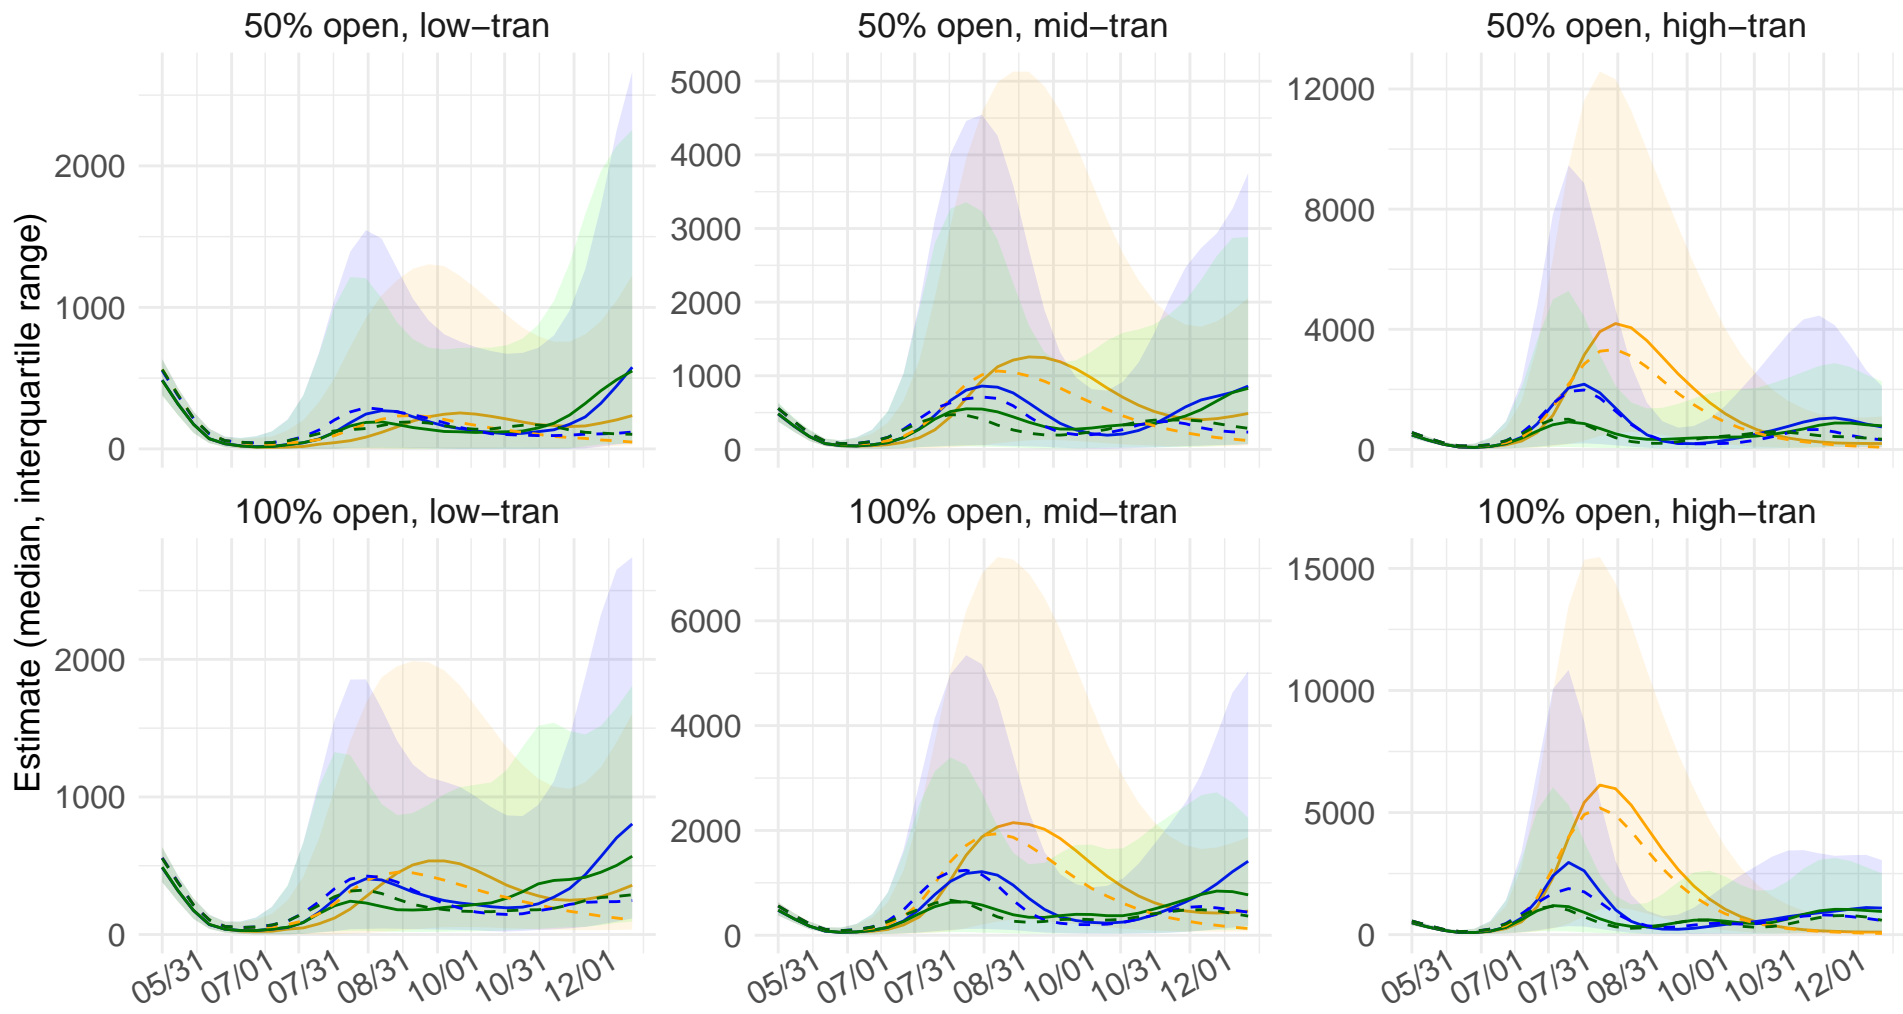 50% open, low−tran
50% open, mid−tran
50% open, high−tran
2000
1000
0
5000
4000
3000
2000
1000
0
12000
8000
4000
0
Estimate (median, interquartile range)
100% open, low−tran
100% open, mid−tran
100% open, high−tran
2000
1000
0
6000
4000
2000
0
15000
10000
5000
0
05/31 07/01 07/31 08/31 10/01 10/31 12/01
05/31 07/01 07/31 08/31 10/01 10/31 12/01
05/31 07/01 07/31 08/31 10/01 10/31 12/01